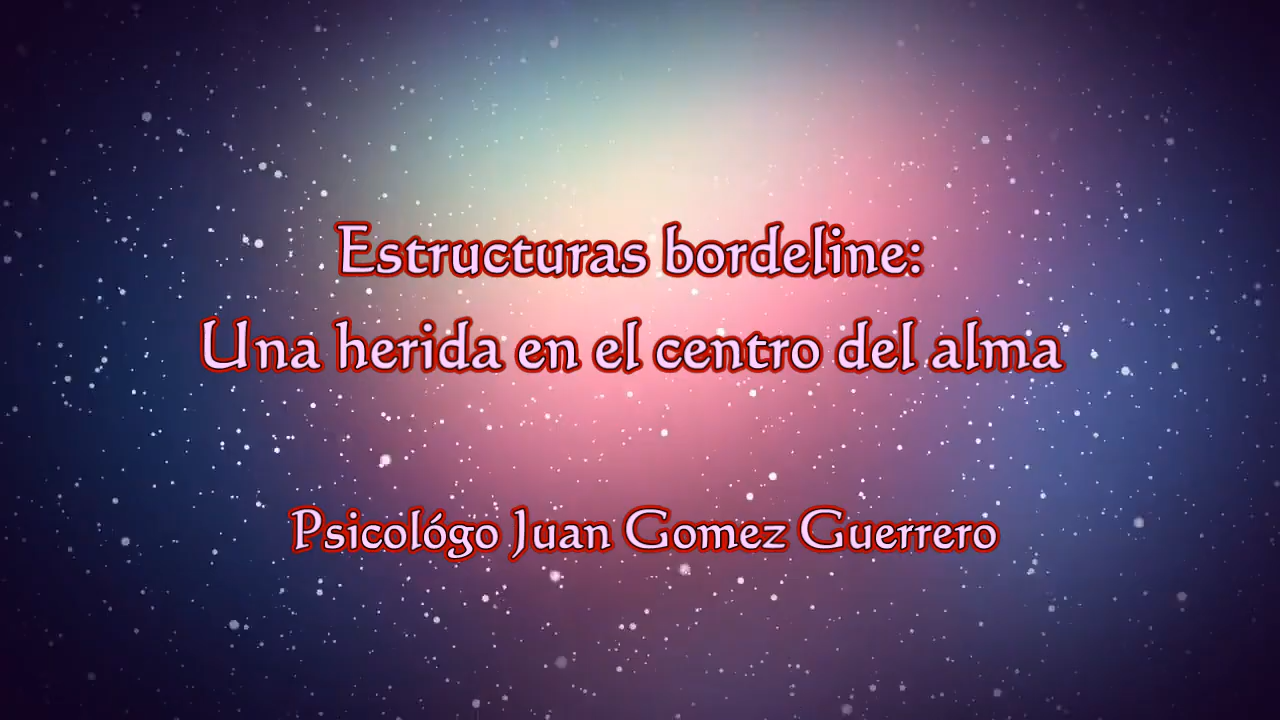 Estructuras bordeline:
Una herida en el centro del alma
Psicológo Juan Gomez Guerrero